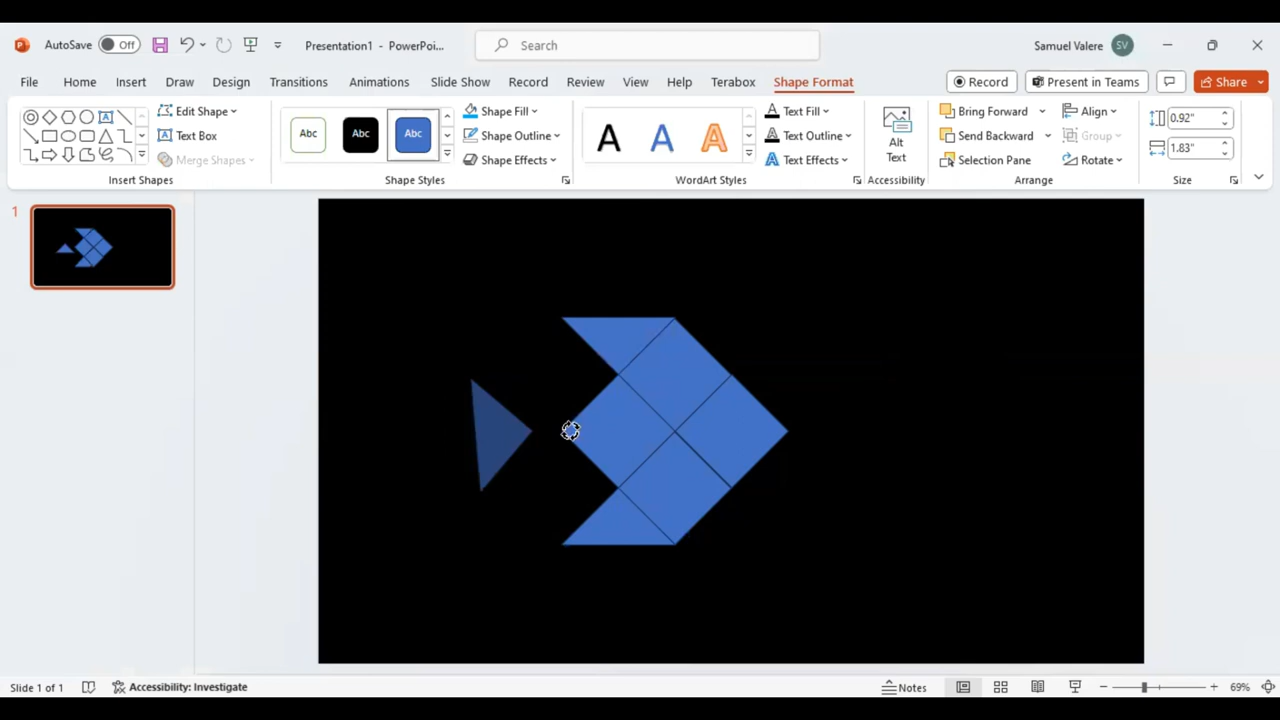 AutoSave Off Presentation1 - PowerPoi... Search Samuel Valere SV
File Home Insert Draw Design Transitions Animations Slide Show Record Review View Help Terabox Shape Format Record Present in Teams Share
Edit Shape Text Box Merge Shapes
Insert Shapes
Abc Abc Abc
Shape Fill Shape Outline Shape Effects
Shape Styles
A A A
Text Fill Text Outline Text Effects
WordArt Styles
Alt Text
Accessibility
Bring Forward Send Backward Selection Pane Align Group Rotate
Arrange
0.92"
1.83"
Size
1
Slide 1 of 1 Accessibility: Investigate Notes 69%